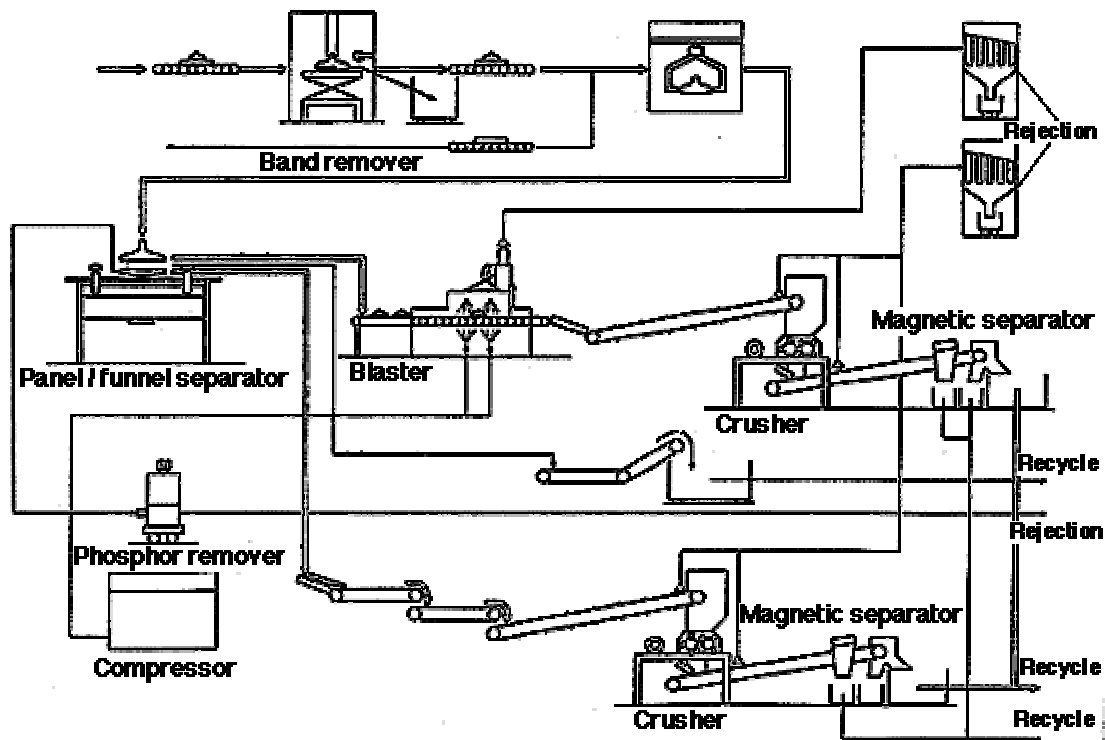 Rejection
Band remover
Magnetic separator
Panel / funnel separator
Blaster
Crusher
Recycle
Rejection
Phosphor remover
Magnetic separator
Compressor
Recycle
Crusher
Recycle